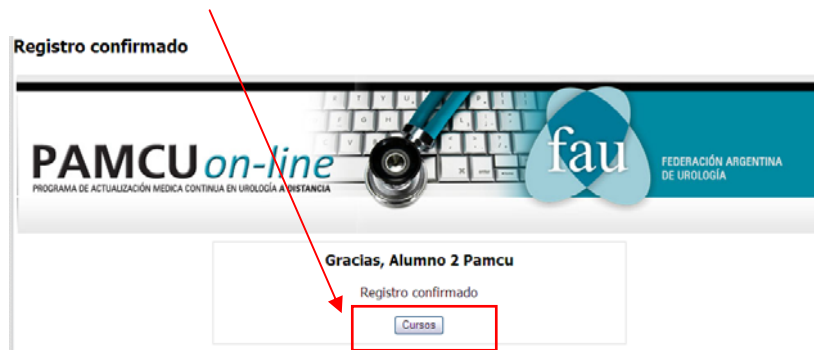 Registro confirmado
PAMCU on-line
PROGRAMA DE ACTUALIZACIÓN MEDICA CONTINUA EN UROLOGÍA A DISTANCIA
fau
FEDERACIÓN ARGENTINA
DE UROLOGÍA
Gracias, Alumno 2 Pamcu
Registro confirmado
Cursos